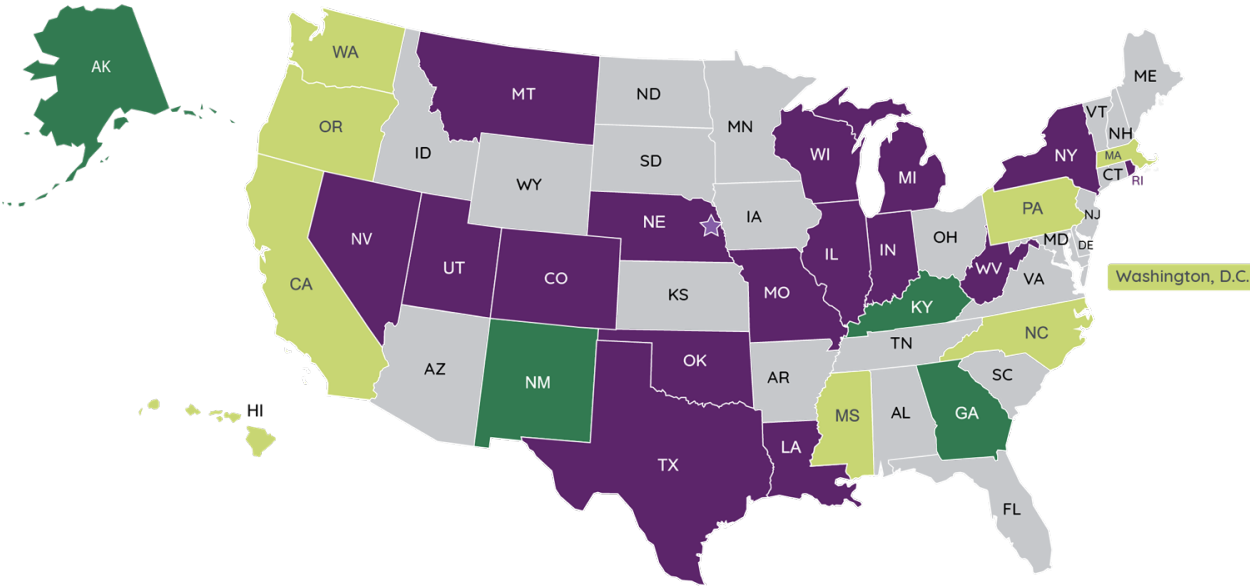 AK
WA
MT
ND
MN
ME
VT
NH
OR
ID
SD
WI
MI
NY
MA
CT
RI
WY
NE
IA
PA
NJ
NV
UT
CO
IL
IN
OH
MD
DE
WV
VA
Washington, D.C.
CA
KS
MO
KY
NC
AZ
NM
OK
AR
TN
SC
HI
MS
AL
GA
TX
LA
FL